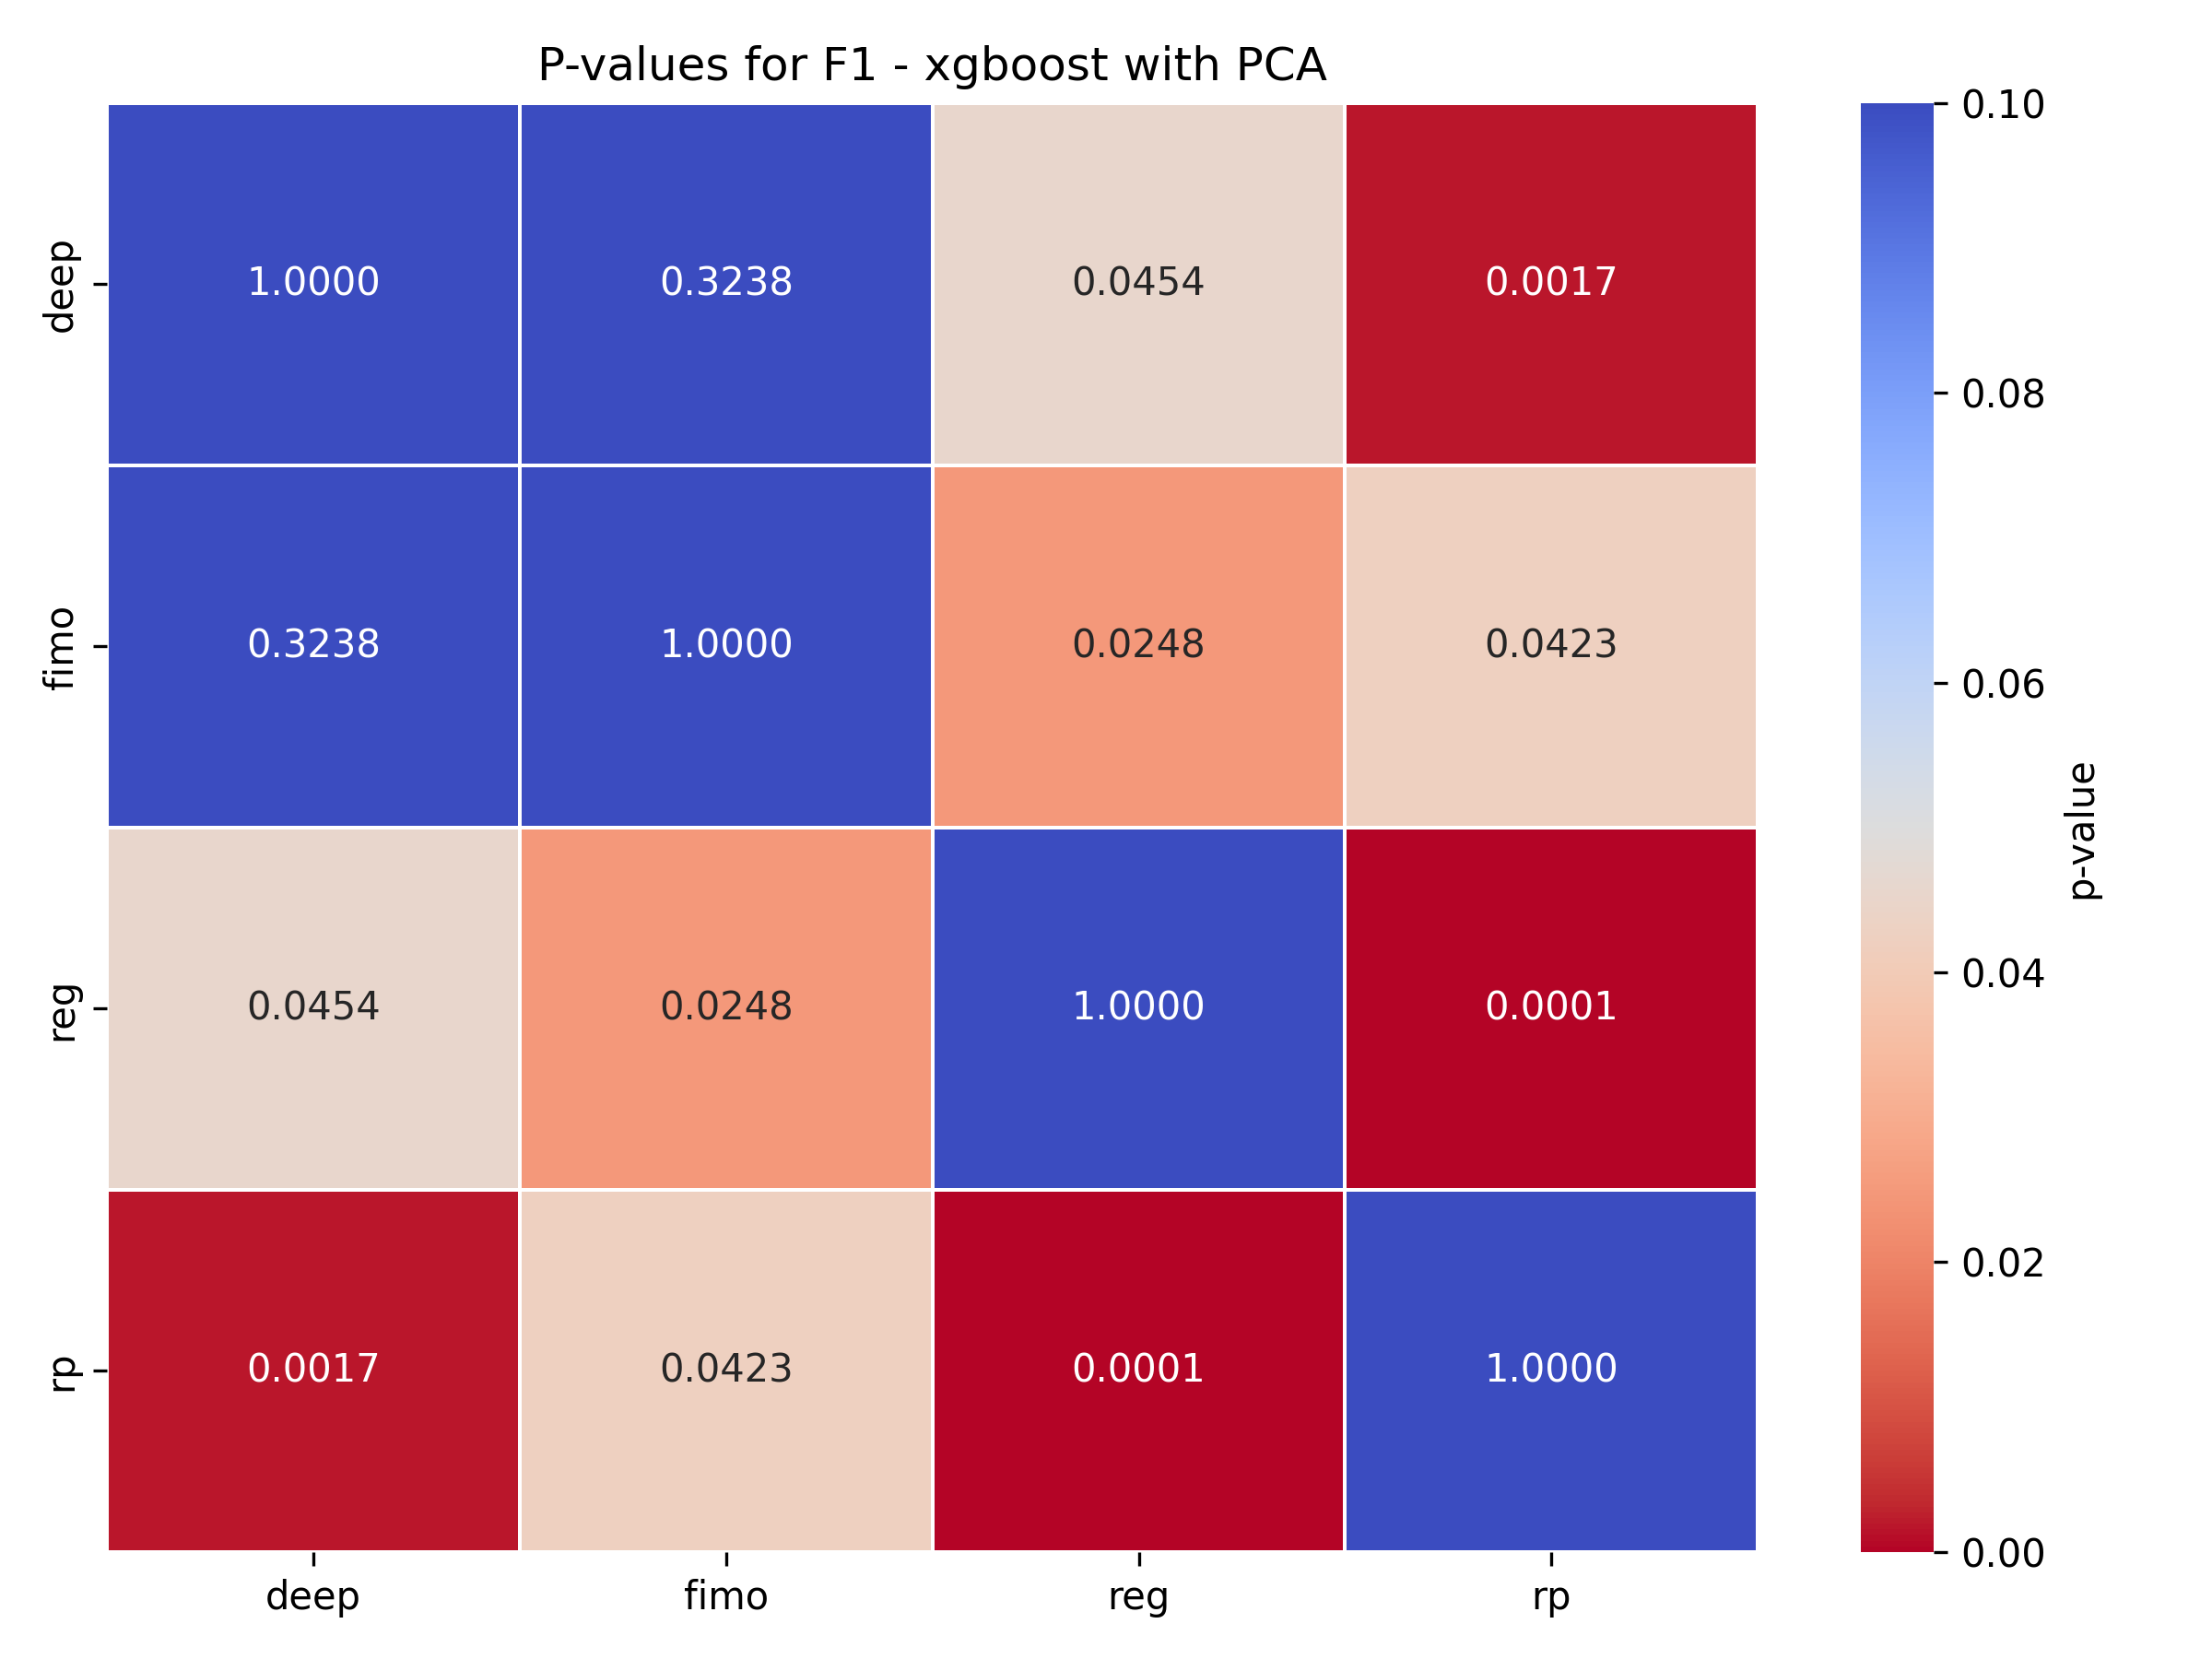 P-values for F1 - xgboost with PCA
deep
1.0000 0.3238 0.0454 0.0017
fimo
0.3238 1.0000 0.0248 0.0423
reg
0.0454 0.0248 1.0000 0.0001
rp
0.0017 0.0423 0.0001 1.0000
deep fimo reg rp
0.10
0.08
0.06
0.04
0.02
0.00
p-value